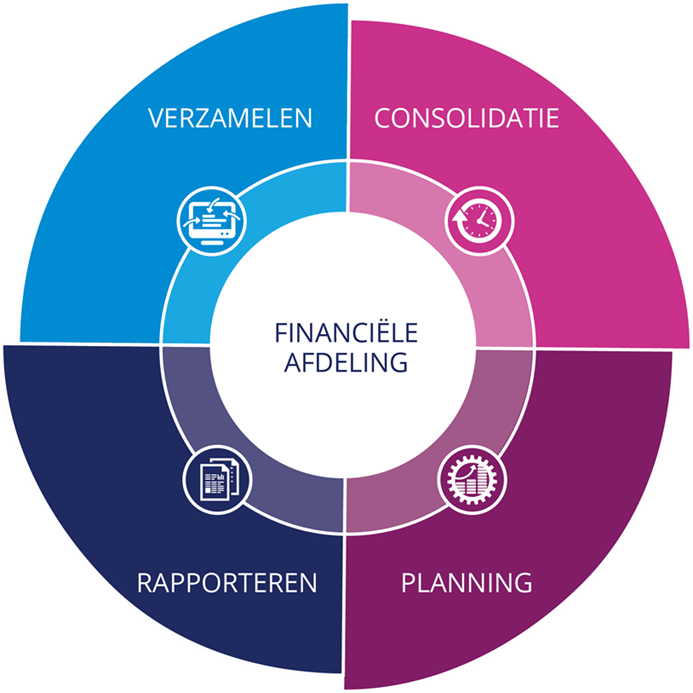 VERZAMELEN
CONSOLIDATIE
FINANCIËLE
AFDELING
RAPPORTEREN
PLANNING